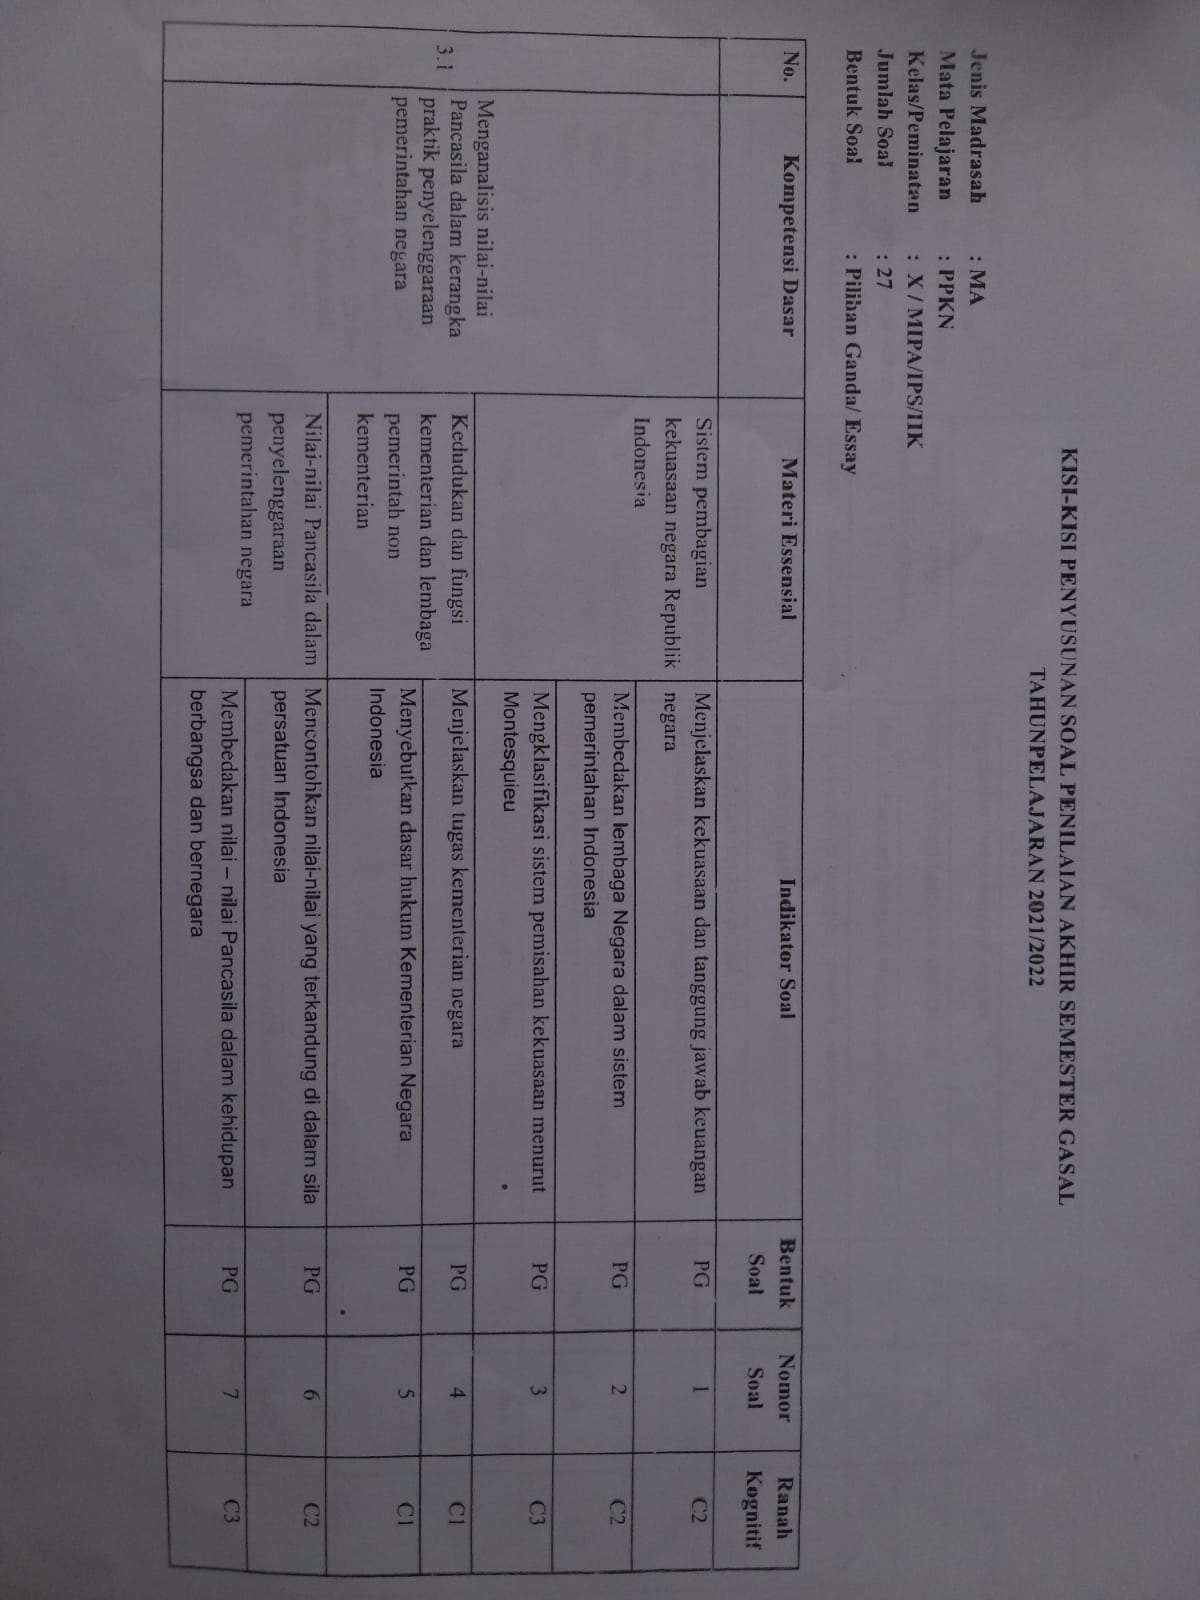 KISI-KISI PENYUSUNAN SOAL PENILAIAN AKHIR SEMESTER GASAL
TAHUNPELAJARAN 2021/2022
Jenis Madrasah : MA
Mata Pelajaran : PPKN
Kelas/Peminatan : X / MIPA/IPS/IIK
Jumlah Soal : 27
Bentuk Soal : Pilihan Ganda/ Essay
No. Kompetensi Dasar Materi Essensial Indikator Soal Bentuk Soal Nomor Soal Ranah Kognitif
3.1
Menganalisis nilai-nilai
Pancasila dalam kerangka
praktik penyelenggaraan
pemerintahan negara
Sistem pembagian
kekuasaan negara Republik
Indonesia
Menjelaskan kekuasaan dan tanggung jawab keuangan
negara
PG 1 C2
Membedakan lembaga Negara dalam sistem
pemerintahan Indonesia
PG 2 C2
Mengklasifikasi sistem pemisahan kekuasaan menurut
Montesquieu
PG 3 C3
Kedudukan dan fungsi
kementerian dan lembaga
pemerintah non
kementerian
Menjelaskan tugas kementerian negara
PG 4 C1
Menyebutkan dasar hukum Kementerian Negara
Indonesia
PG 5 C1
Nilai-nilai Pancasila dalam
penyelenggaraan
pemerintahan negara
Mencontohkan nilai-nilai yang terkandung di dalam sila
persatuan Indonesia
PG 6 C2
Membedakan nilai – nilai Pancasila dalam kehidupan
berbangsa dan bernegara
PG 7 C3